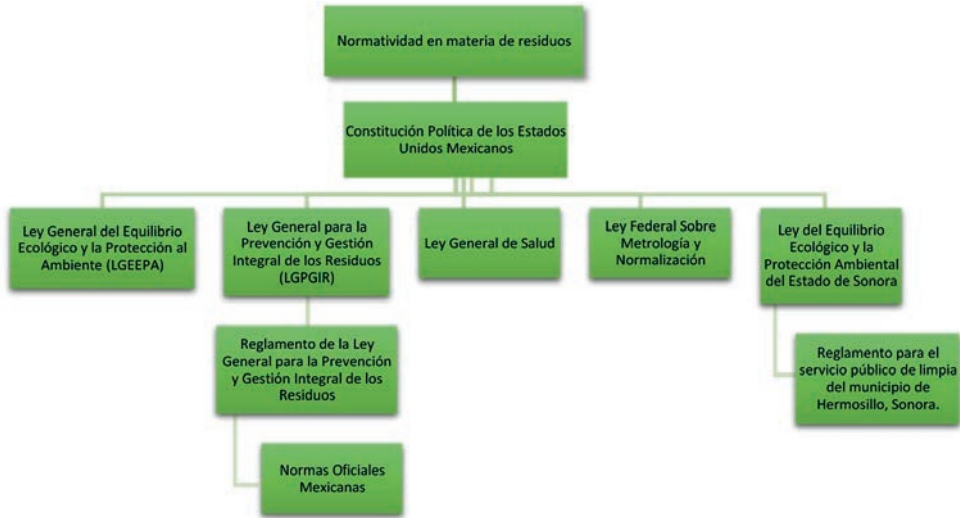 Normatividad en materia de residuos
Constitución Política de los Estados
Unidos Mexicanos
Ley General del Equilibrio
Ecológico y la Protección al
Ambiente (LGEEPA)
Ley General para la
Prevención y Gestión
Integral de los Residuos
(LGPGIR)
Ley General de Salud
Ley Federal Sobre
Metrología y
Normalización
Ley del Equilibrio
Ecológico y la
Protección Ambiental
del Estado de Sonora
Reglamento de la Ley
General para la Prevención
y Gestión Integral de los
Residuos
Reglamento para el
servicio público de limpia
del municipio de
Hermosillo, Sonora.
Normas Oficiales
Mexicanas